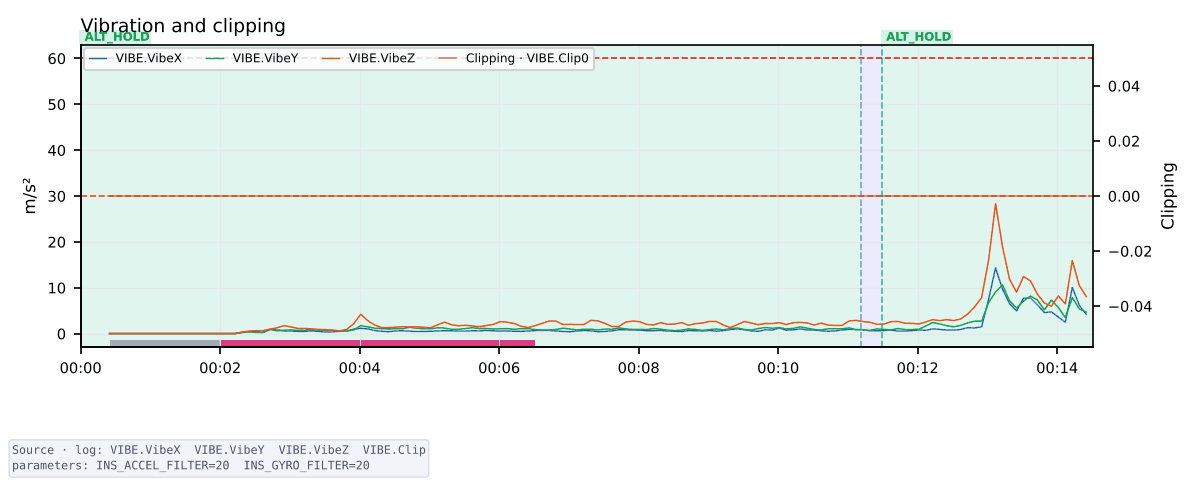 Vibration and clipping
ALT_HOLD ALT_HOLD
VIBE.VibeX VIBE.VibeY VIBE.VibeZ Clipping · VIBE.Clip0
60
50
40
30
20
10
0
m/s²
0.04
0.02
0.00
−0.02
−0.04
Clipping
00:00 00:02 00:04 00:06 00:08 00:10 00:12 00:14
Source · log: VIBE.VibeX VIBE.VibeY VIBE.VibeZ VIBE.Clip
parameters: INS_ACCEL_FILTER=20 INS_GYRO_FILTER=20